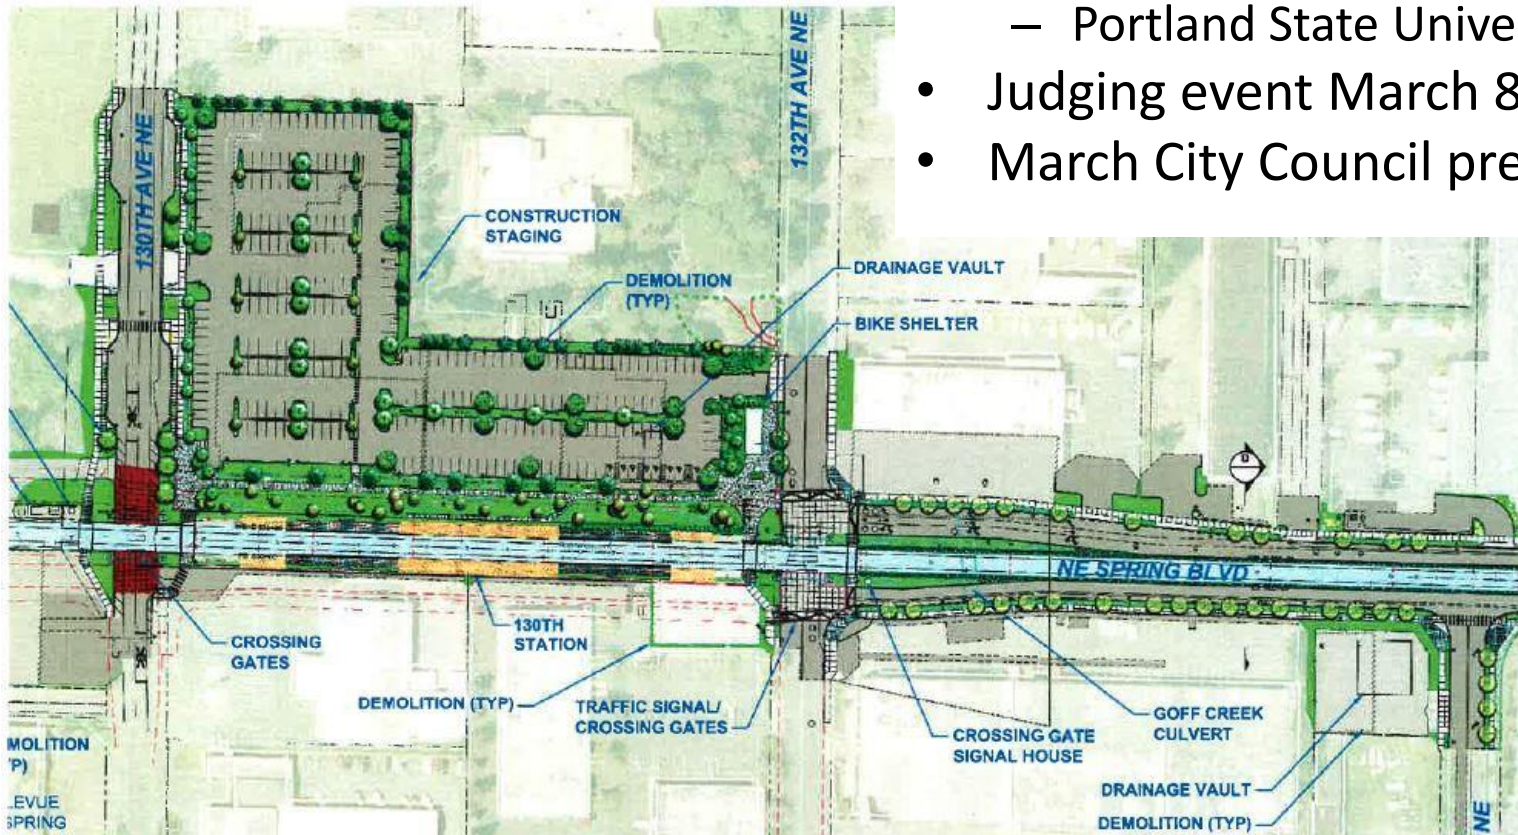 – Portland State Unive
• Judging event March 8
• March City Council pre
130TH AVE NE
132TH AVE NE
CONSTRUCTION
STAGING
DEMOLITION
(TYP)
DRAINAGE VAULT
BIKE SHELTER
NE SPRING BLVD
CROSSING
GATES
130TH
STATION
DEMOLITION (TYP)
TRAFFIC SIGNAL/
CROSSING GATES
CROSSING GATE
SIGNAL HOUSE
GOFF CREEK
CULVERT
DRAINAGE VAULT
DEMOLITION (TYP)
MOLITION
YP)
LEVUE
SPRING
NE